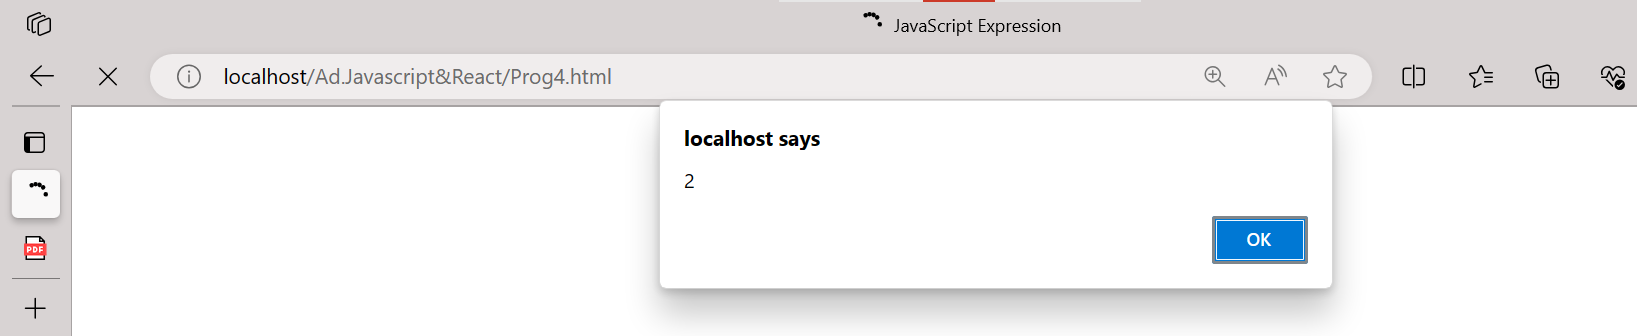 JavaScript Expression
localhost/Ad.Javascript&React/Prog4.html
localhost says
2
OK
PDF